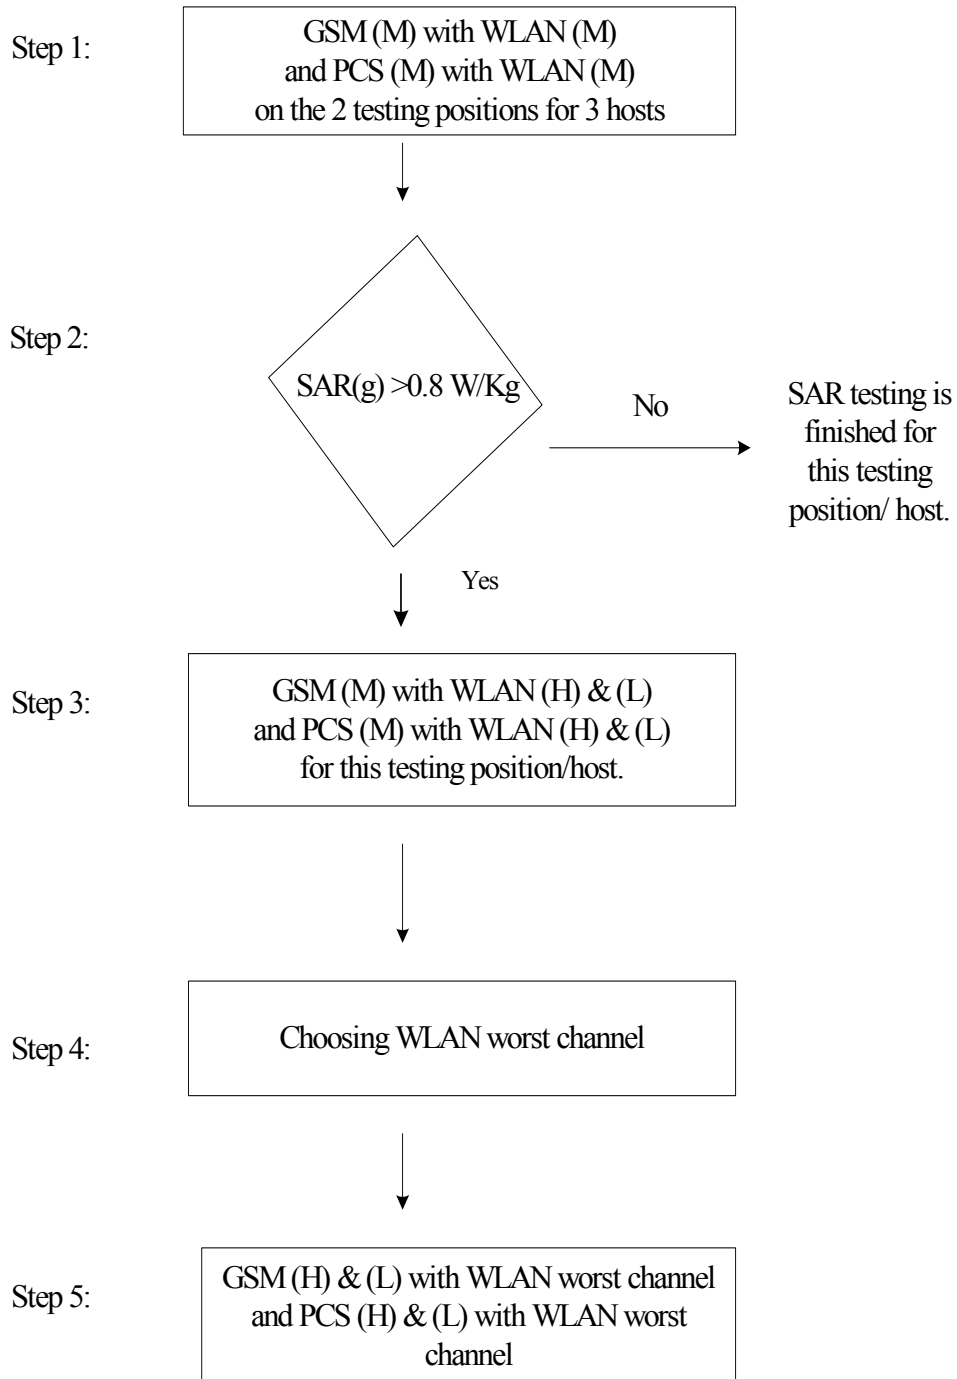 Step 1:
GSM (M) with WLAN (M)
and PCS (M) with WLAN (M)
on the 2 testing positions for 3 hosts
Step 2:
SAR(g) >0.8 W/Kg
No
SAR testing is
finished for
this testing
position/ host.
Yes
Step 3:
GSM (M) with WLAN (H) & (L)
and PCS (M) with WLAN (H) & (L)
for this testing position/host.
Step 4:
Choosing WLAN worst channel
Step 5:
GSM (H) & (L) with WLAN worst channel
and PCS (H) & (L) with WLAN worst
channel